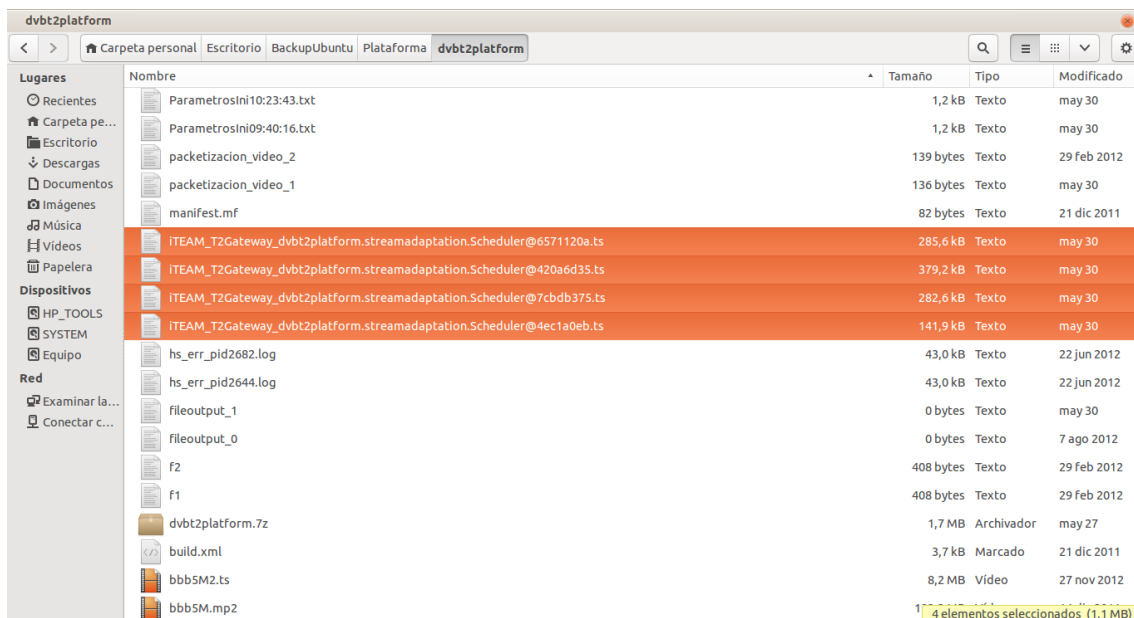 dvbt2platform
Carpeta personal Escritorio BackupUbuntu Plataforma dvbt2platform
Lugares
Recientes
Carpeta pe...
Escritorio
Descargas
Documentos
Imágenes
Música
Vídeos
Papelera
Dispositivos
HP_TOOLS
SYSTEM
Equipo
Red
Examinar la...
Conectar c...
Nombre Tamaño Tipo Modificado
ParametrosIni10:23:43.txt 1,2 kB Texto may 30
ParametrosIni09:40:16.txt 1,2 kB Texto may 30
packetizacion_video_2 139 bytes Texto 29 feb 2012
packetizacion_video_1 136 bytes Texto may 30
manifest.mf 82 bytes Texto 21 dic 2011
iTEAM_T2Gateway_dvbt2platform.streamadaptation.Scheduler@6571120a.ts 285,6 kB Texto may 30
iTEAM_T2Gateway_dvbt2platform.streamadaptation.Scheduler@420a6d35.ts 379,2 kB Texto may 30
iTEAM_T2Gateway_dvbt2platform.streamadaptation.Scheduler@7cbdb375.ts 282,6 kB Texto may 30
iTEAM_T2Gateway_dvbt2platform.streamadaptation.Scheduler@4ec1a0eb.ts 141,9 kB Texto may 30
hs_err_pid2682.log 43,0 kB Texto 22 jun 2012
hs_err_pid2644.log 43,0 kB Texto 22 jun 2012
fileoutput_1 0 bytes Texto may 30
fileoutput_0 0 bytes Texto 7 ago 2012
f2 408 bytes Texto 29 feb 2012
f1 408 bytes Texto 29 feb 2012
dvbt2platform.7z 1,7 MB Archivador may 27
build.xml 3,7 kB Marcado 21 dic 2011
bbb5M2.ts 8,2 MB Vídeo 27 nov 2012
bbb5M.mp2
4 elementos seleccionados (1.1 MB)